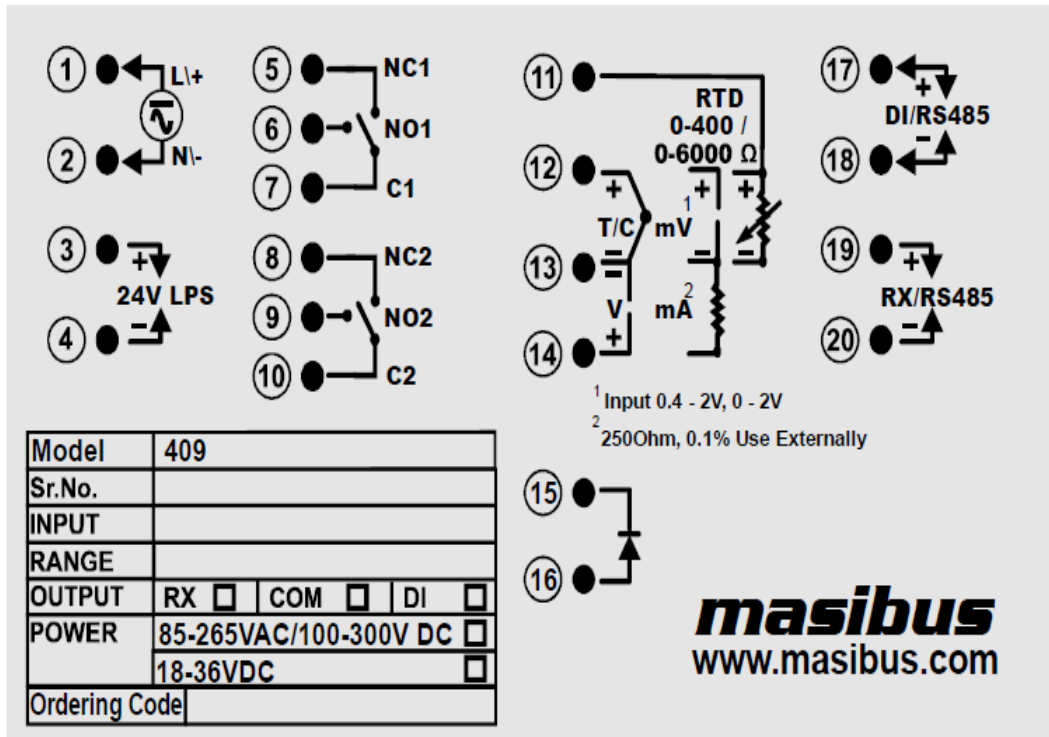 1 L\+
2 N\-
3 +
24V LPS
4 −
5 NC1
6 NO1
7 C1
8 NC2
9 NO2
10 C2
11
RTD
0-400 /
0-6000 Ω
12 + + +
T/C mV 1
13 − − −
−
V mA 2
14 +
1 Input 0.4 - 2V, 0 - 2V
2 250Ohm, 0.1% Use Externally
15
16
17 +
DI/RS485
18 −
19 +
RX/RS485
20 −
Model 409
Sr.No.
INPUT
RANGE
OUTPUT RX COM DI
POWER 85-265VAC/100-300V DC
18-36VDC
Ordering Code
masibus
www.masibus.com